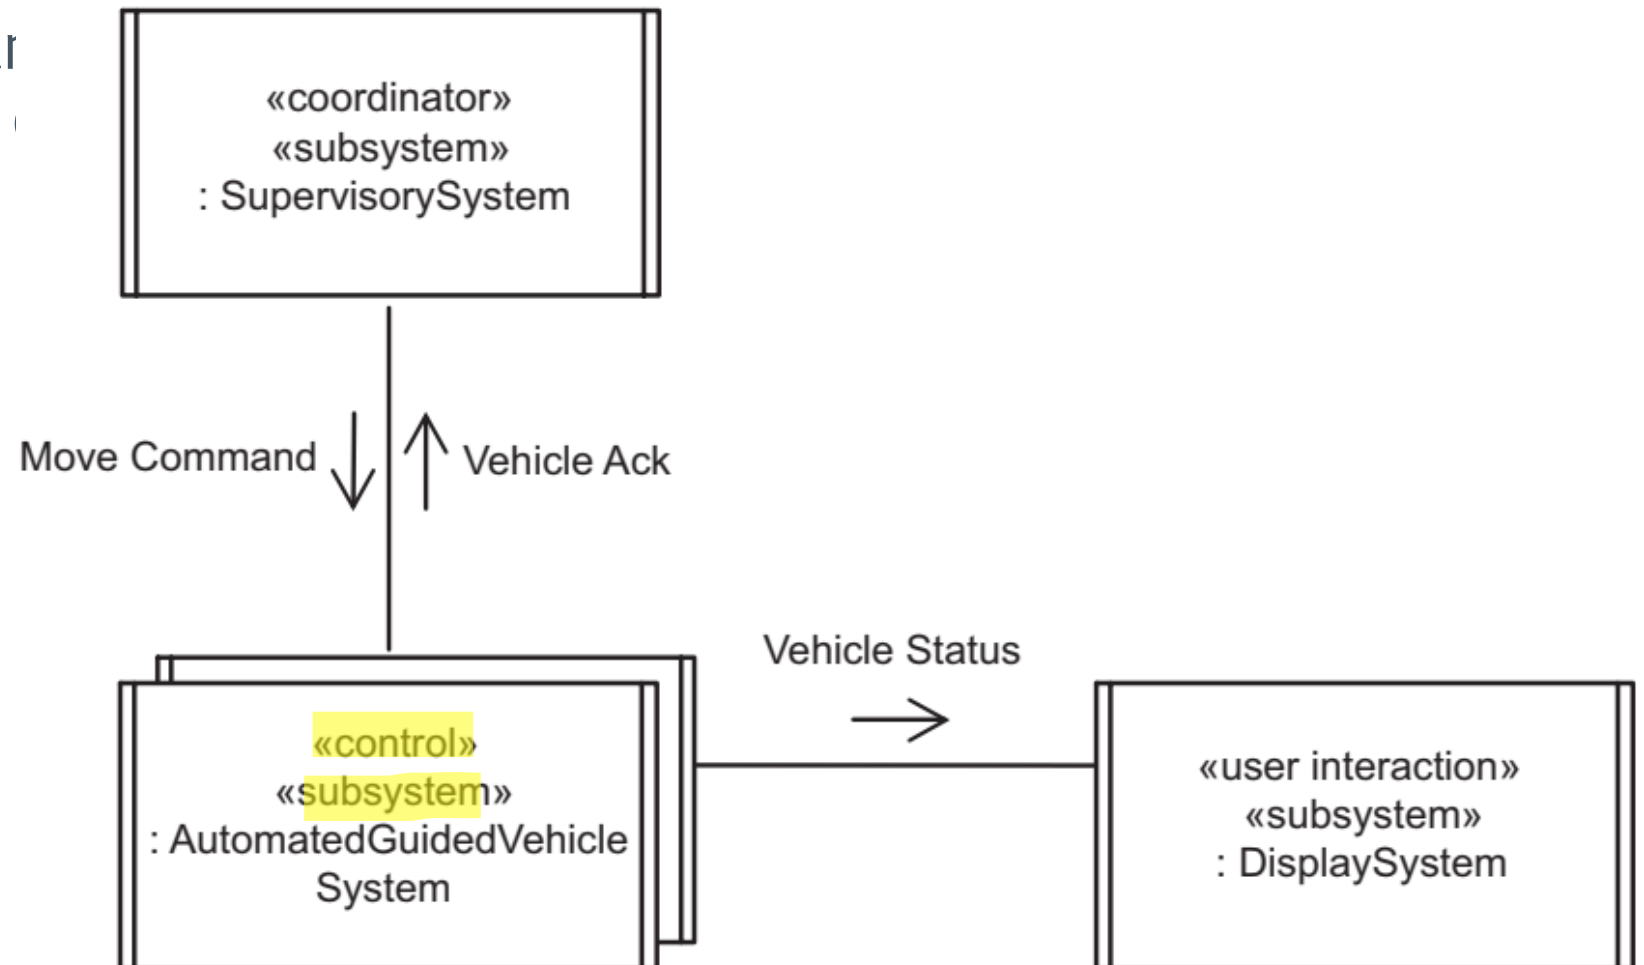 «coordinator»
«subsystem»
: SupervisorySystem
Move Command
Vehicle Ack
Vehicle Status
«control»
«subsystem»
: AutomatedGuidedVehicle
System
«user interaction»
«subsystem»
: DisplaySystem